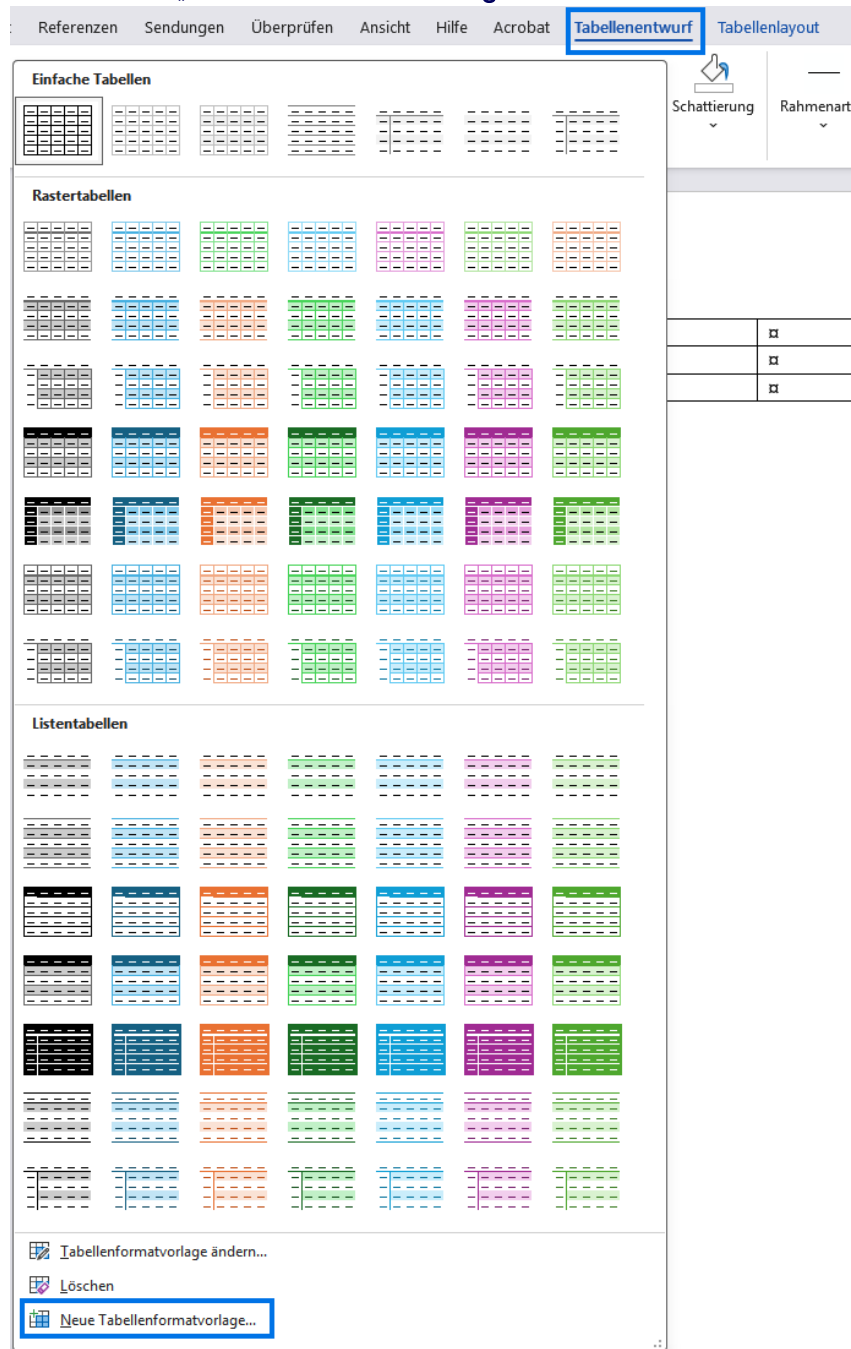 Referenzen Sendungen Überprüfen Ansicht Hilfe Acrobat Tabellenentwurf Tabellenlayout
Einfache Tabellen
Schattierung Rahmenart
Rastertabellen
¤
¤
¤
Listentabellen
Tabellenformatvorlage ändern...
Löschen
Neue Tabellenformatvorlage...